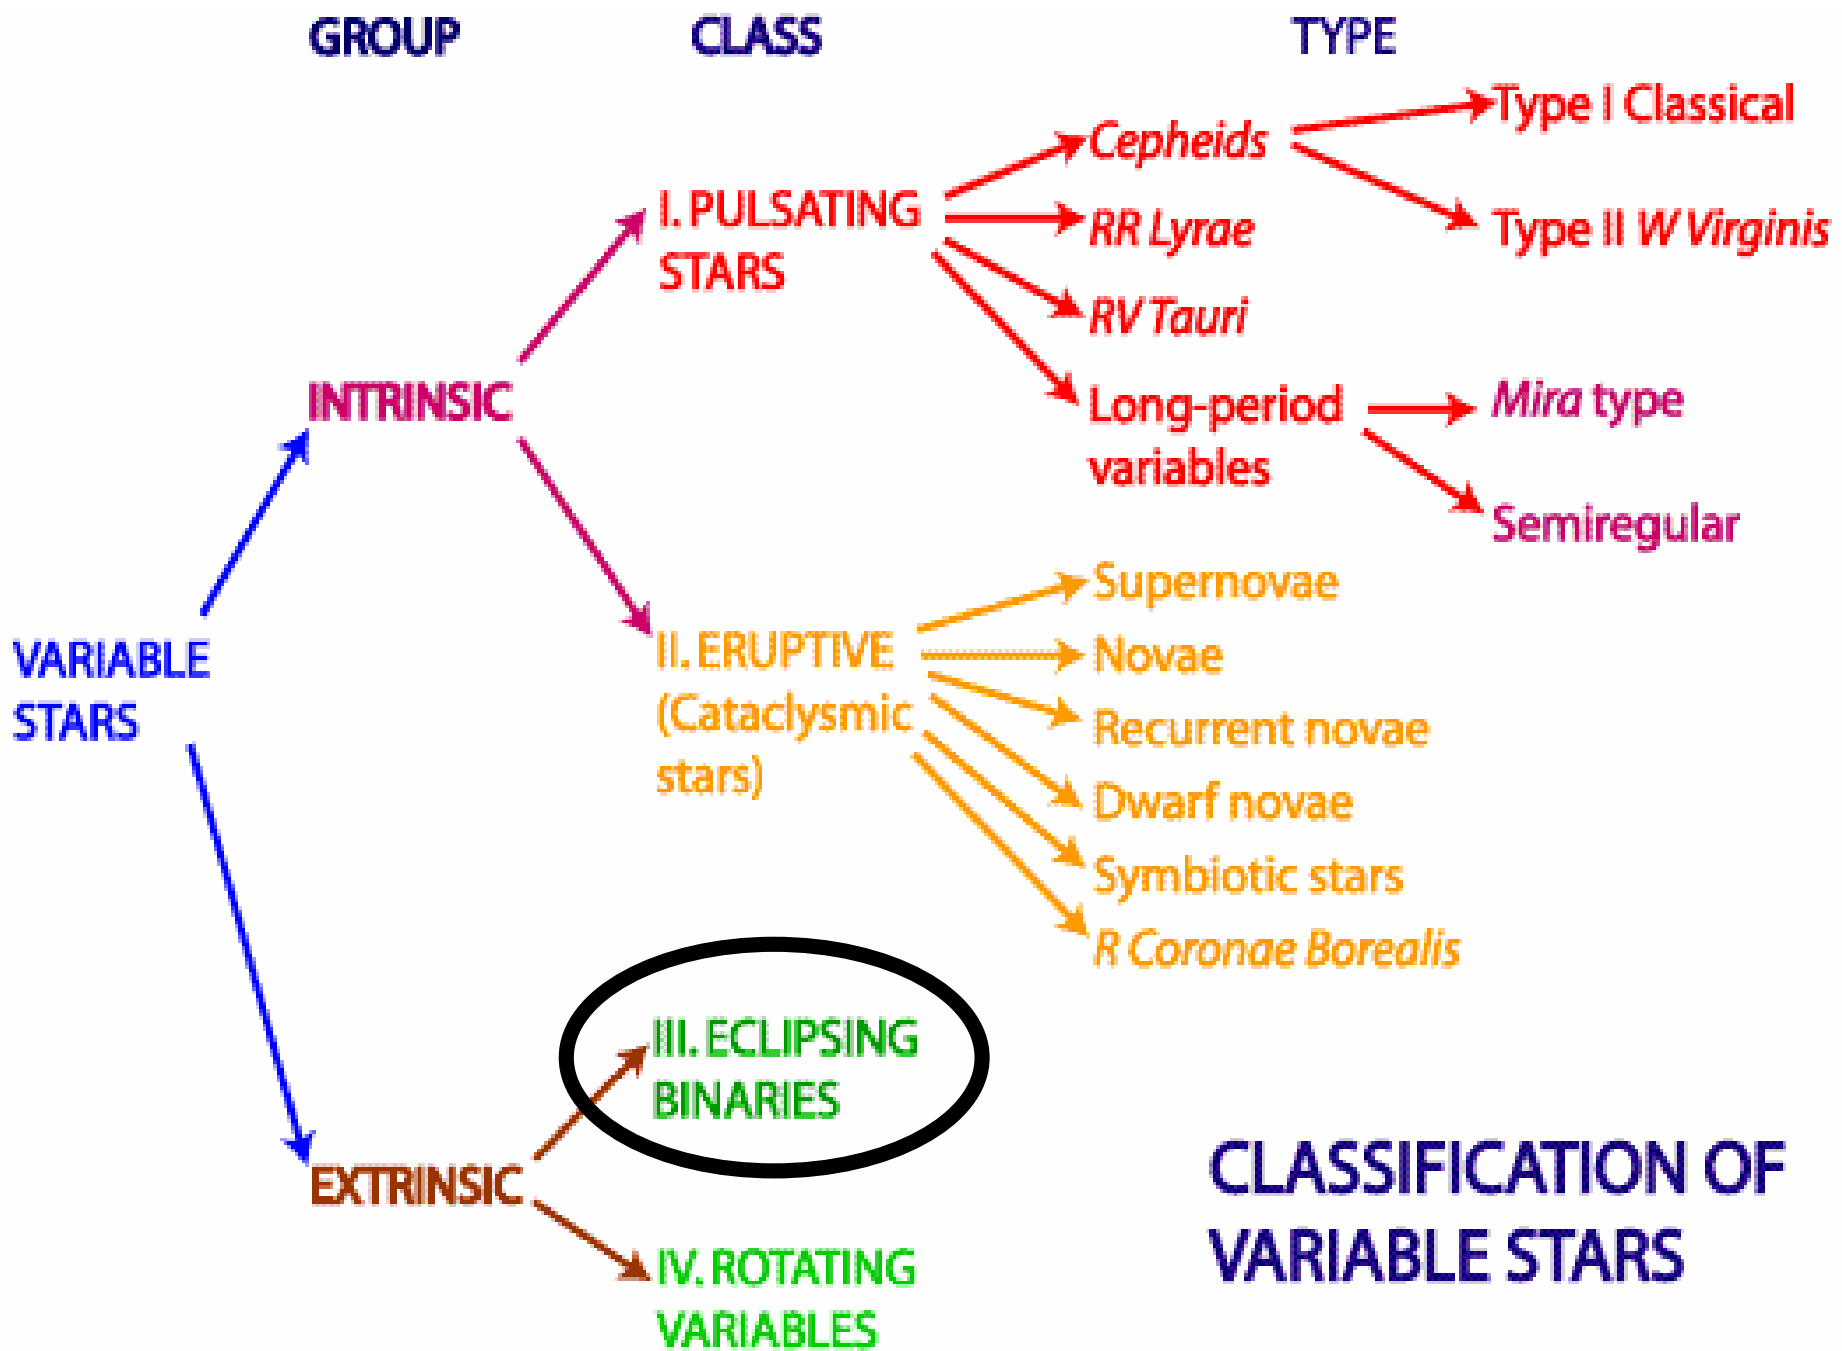 GROUP CLASS TYPE
Type I Classical
Cepheids
I. PULSATING
STARS
RR Lyrae
Type II W Virginis
RV Tauri
INTRINSIC
Long-period
variables
Mira type
Semiregular
Supernovae
VARIABLE
STARS
II. ERUPTIVE
(Cataclysmic
stars)
Novae
Recurrent novae
Dwarf novae
Symbiotic stars
R Coronae Borealis
III. ECLIPSING
BINARIES
EXTRINSIC
IV. ROTATING
VARIABLES
CLASSIFICATION OF
VARIABLE STARS